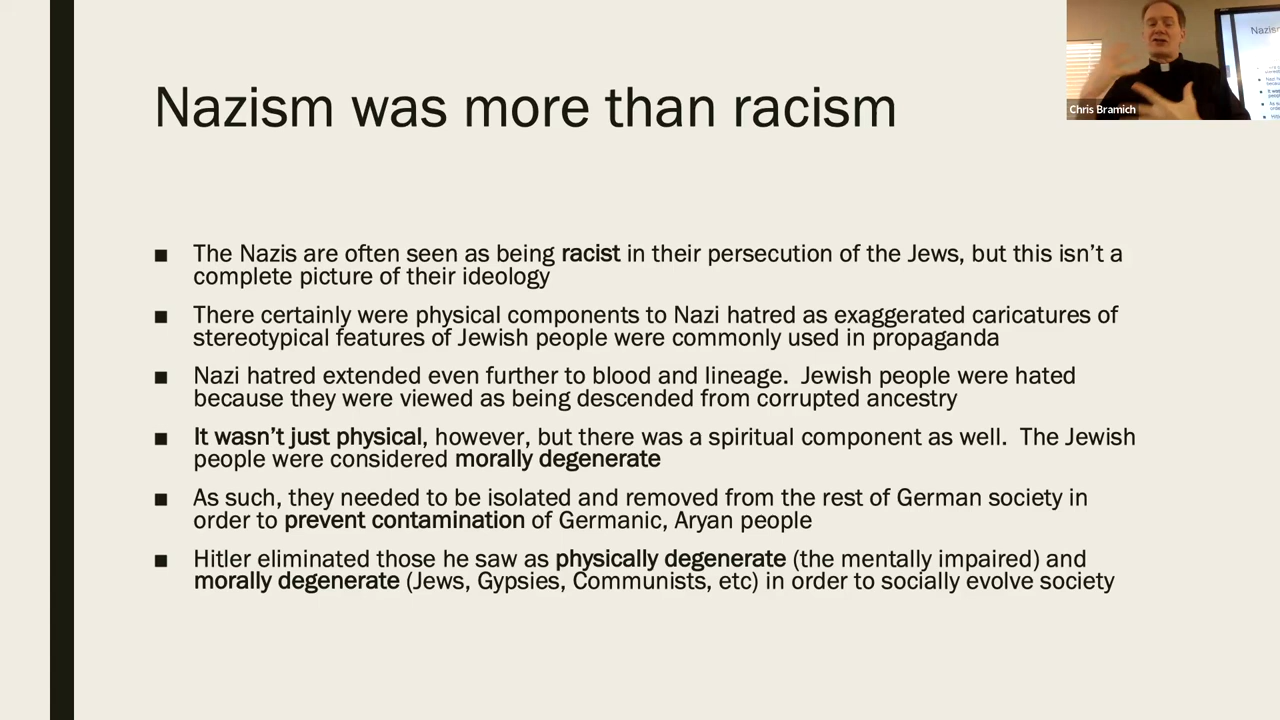 Nazism was more than racism
Chris Bramich
■ The Nazis are often seen as being racist in their persecution of the Jews, but this isn’t a
complete picture of their ideology
■ There certainly were physical components to Nazi hatred as exaggerated caricatures of
stereotypical features of Jewish people were commonly used in propaganda
■ Nazi hatred extended even further to blood and lineage.  Jewish people were hated
because they were viewed as being descended from corrupted ancestry
■ It wasn’t just physical, however, but there was a spiritual component as well.  The Jewish
people were considered morally degenerate
■ As such, they needed to be isolated and removed from the rest of German society in
order to prevent contamination of Germanic, Aryan people
■ Hitler eliminated those he saw as physically degenerate (the mentally impaired) and
morally degenerate (Jews, Gypsies, Communists, etc) in order to socially evolve society